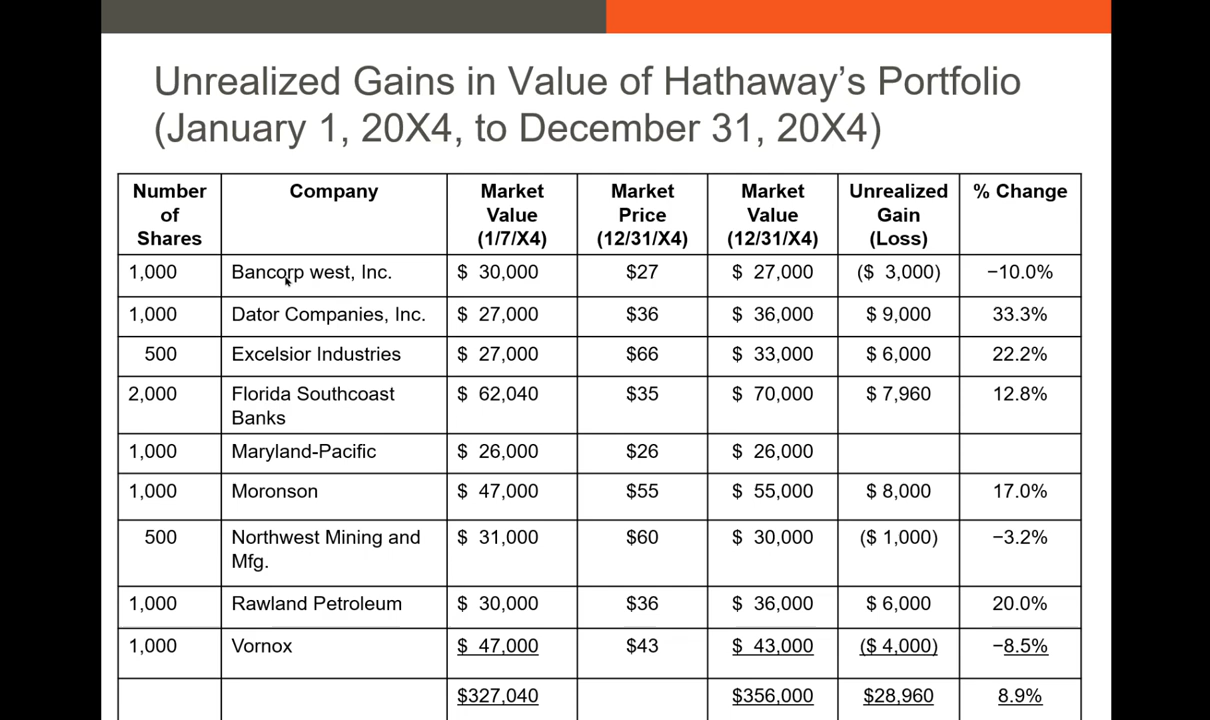 Unrealized Gains in Value of Hathaway’s Portfolio
(January 1, 20X4, to December 31, 20X4)
Number of Shares | Company | Market Value (1/7/X4) | Market Price (12/31/X4) | Market Value (12/31/X4) | Unrealized Gain (Loss) | % Change
1,000 | Bancorp west, Inc. | $ 30,000 | $27 | $ 27,000 | ($ 3,000) | −10.0%
1,000 | Dator Companies, Inc. | $ 27,000 | $36 | $ 36,000 | $ 9,000 | 33.3%
500 | Excelsior Industries | $ 27,000 | $66 | $ 33,000 | $ 6,000 | 22.2%
2,000 | Florida Southcoast Banks | $ 62,040 | $35 | $ 70,000 | $ 7,960 | 12.8%
1,000 | Maryland-Pacific | $ 26,000 | $26 | $ 26,000
1,000 | Moronson | $ 47,000 | $55 | $ 55,000 | $ 8,000 | 17.0%
500 | Northwest Mining and Mfg. | $ 31,000 | $60 | $ 30,000 | ($ 1,000) | −3.2%
1,000 | Rawland Petroleum | $ 30,000 | $36 | $ 36,000 | $ 6,000 | 20.0%
1,000 | Vornox | $ 47,000 | $43 | $ 43,000 | ($ 4,000) | −8.5%
$327,040 | $356,000 | $28,960 | 8.9%